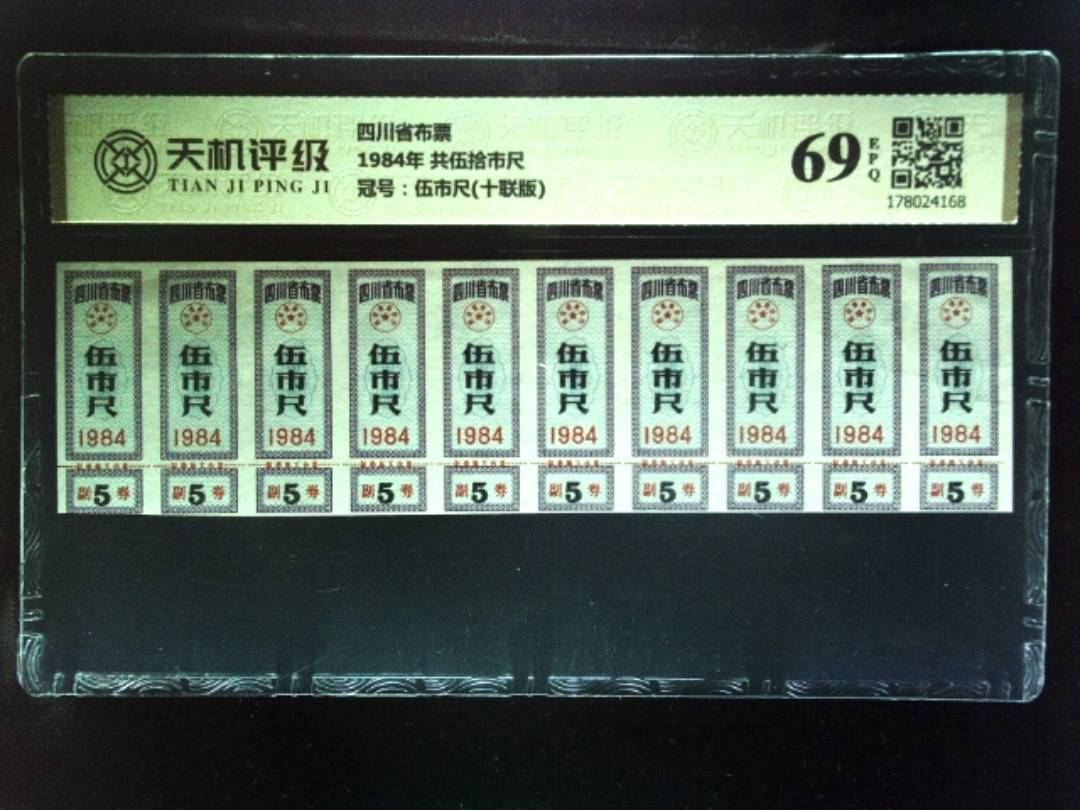 天机评级
TIAN JI PING JI
四川省布票
1984年 共伍拾市尺
冠号：伍市尺(十联版)
69
EPQ
178024168
四川省布票 四川省布票 四川省布票 四川省布票 四川省布票 四川省布票 四川省布票 四川省布票 四川省布票 四川省布票
伍市尺 伍市尺 伍市尺 伍市尺 伍市尺 伍市尺 伍市尺 伍市尺 伍市尺 伍市尺
1984 1984 1984 1984 1984 1984 1984 1984 1984 1984
副5券 副5券 副5券 副5券 副5券 副5券 副5券 副5券 副5券 副5券